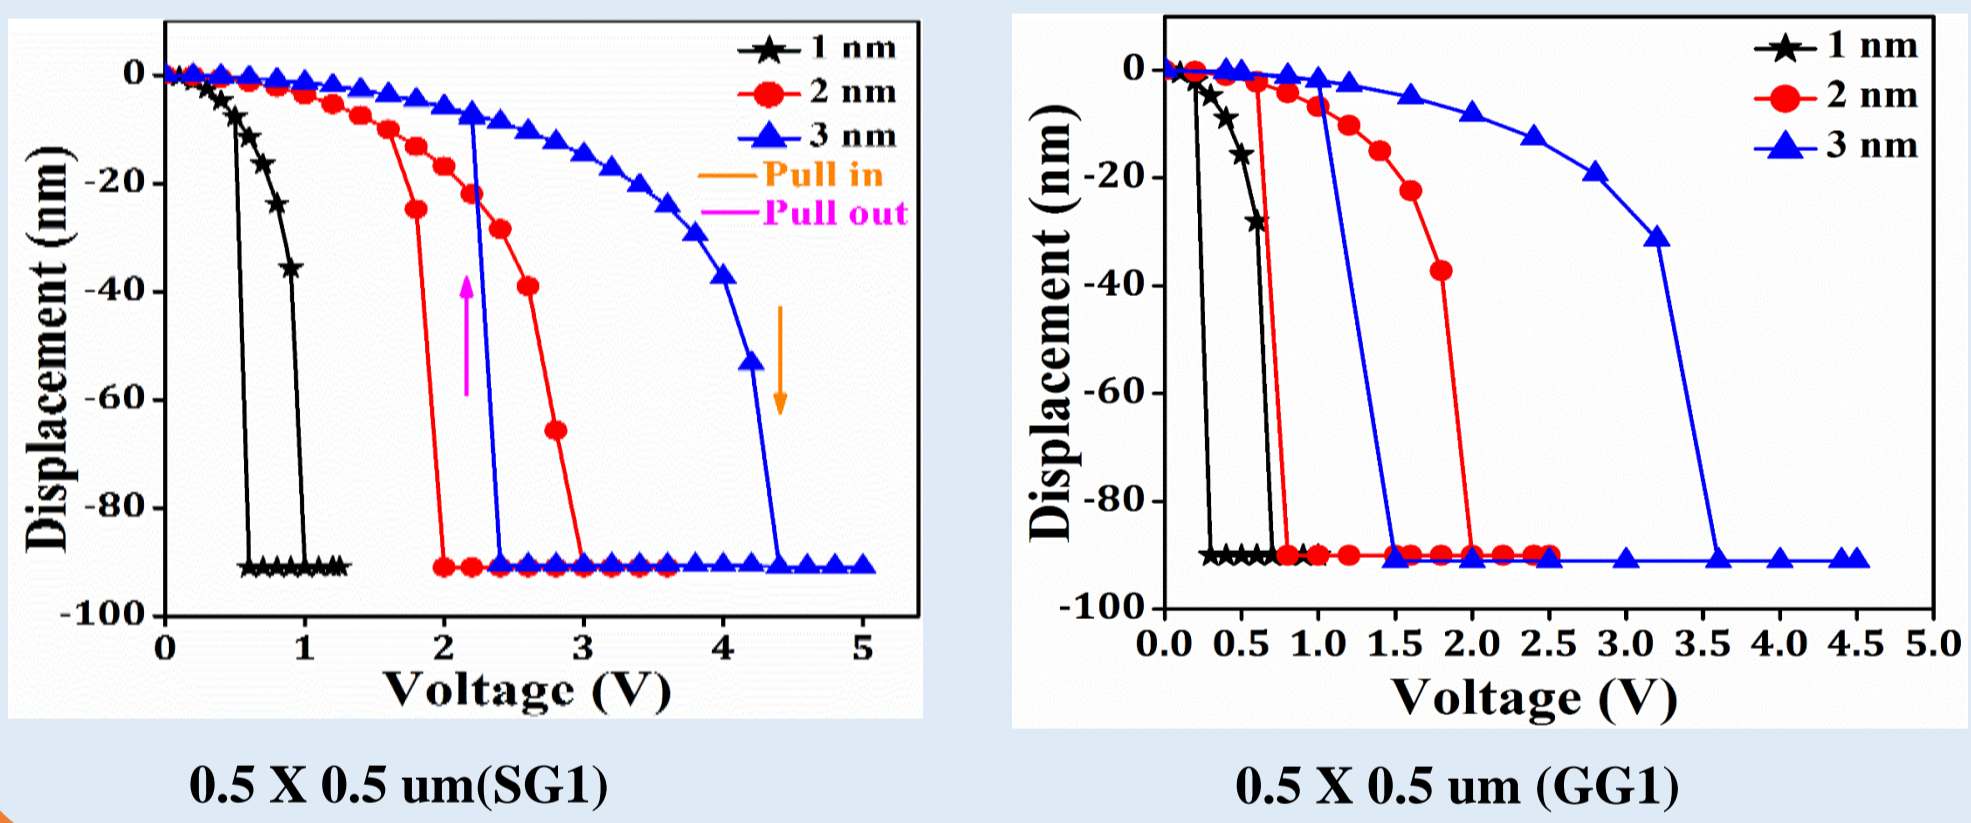 1 nm
2 nm
3 nm
Pull in
Pull out
0
-20
-40
-60
-80
-100
0 1 2 3 4 5
Displacement (nm)
Voltage (V)
0.5 X 0.5 um(SG1)
1 nm
2 nm
3 nm
0
-20
-40
-60
-80
-100
0.0 0.5 1.0 1.5 2.0 2.5 3.0 3.5 4.0 4.5 5.0
Displacement (nm)
Voltage (V)
0.5 X 0.5 um (GG1)